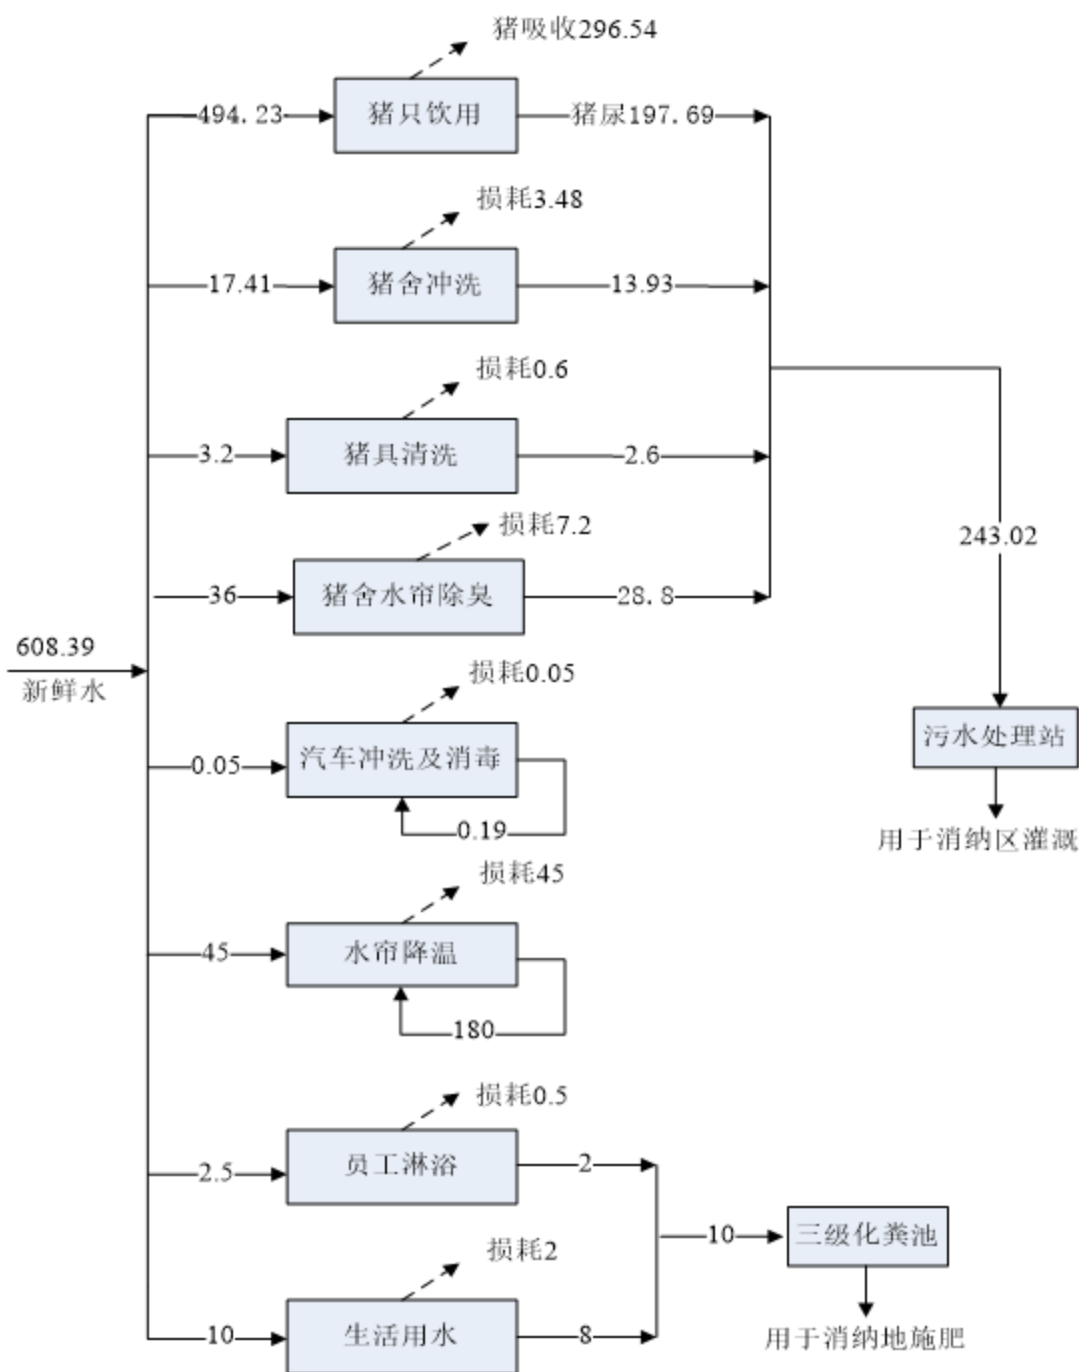 猪吸收296.54
494.23
猪只饮用
猪尿197.69
损耗3.48
17.41
猪舍冲洗
13.93
损耗0.6
3.2
猪具清洗
2.6
损耗7.2
36
猪舍水帘除臭
28.8
243.02
608.39
新鲜水
损耗0.05
0.05
汽车冲洗及消毒
0.19
污水处理站
用于消纳区灌溉
损耗45
45
水帘降温
180
损耗0.5
2.5
员工淋浴
2
10
三级化粪池
损耗2
10
生活用水
8
用于消纳地施肥